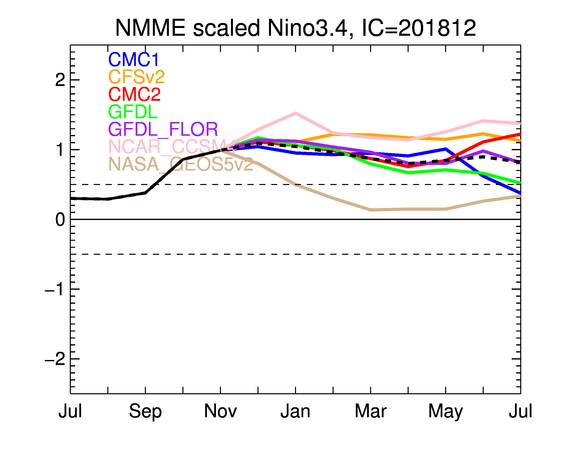 NMME scaled Nino3.4, IC=201812
CMC1
CFSv2
CMC2
GFDL
GFDL_FLOR
NCAR_CCSM4
NASA_GEOS5v2
2
1
0
−1
−2
Jul Sep Nov Jan Mar May Jul